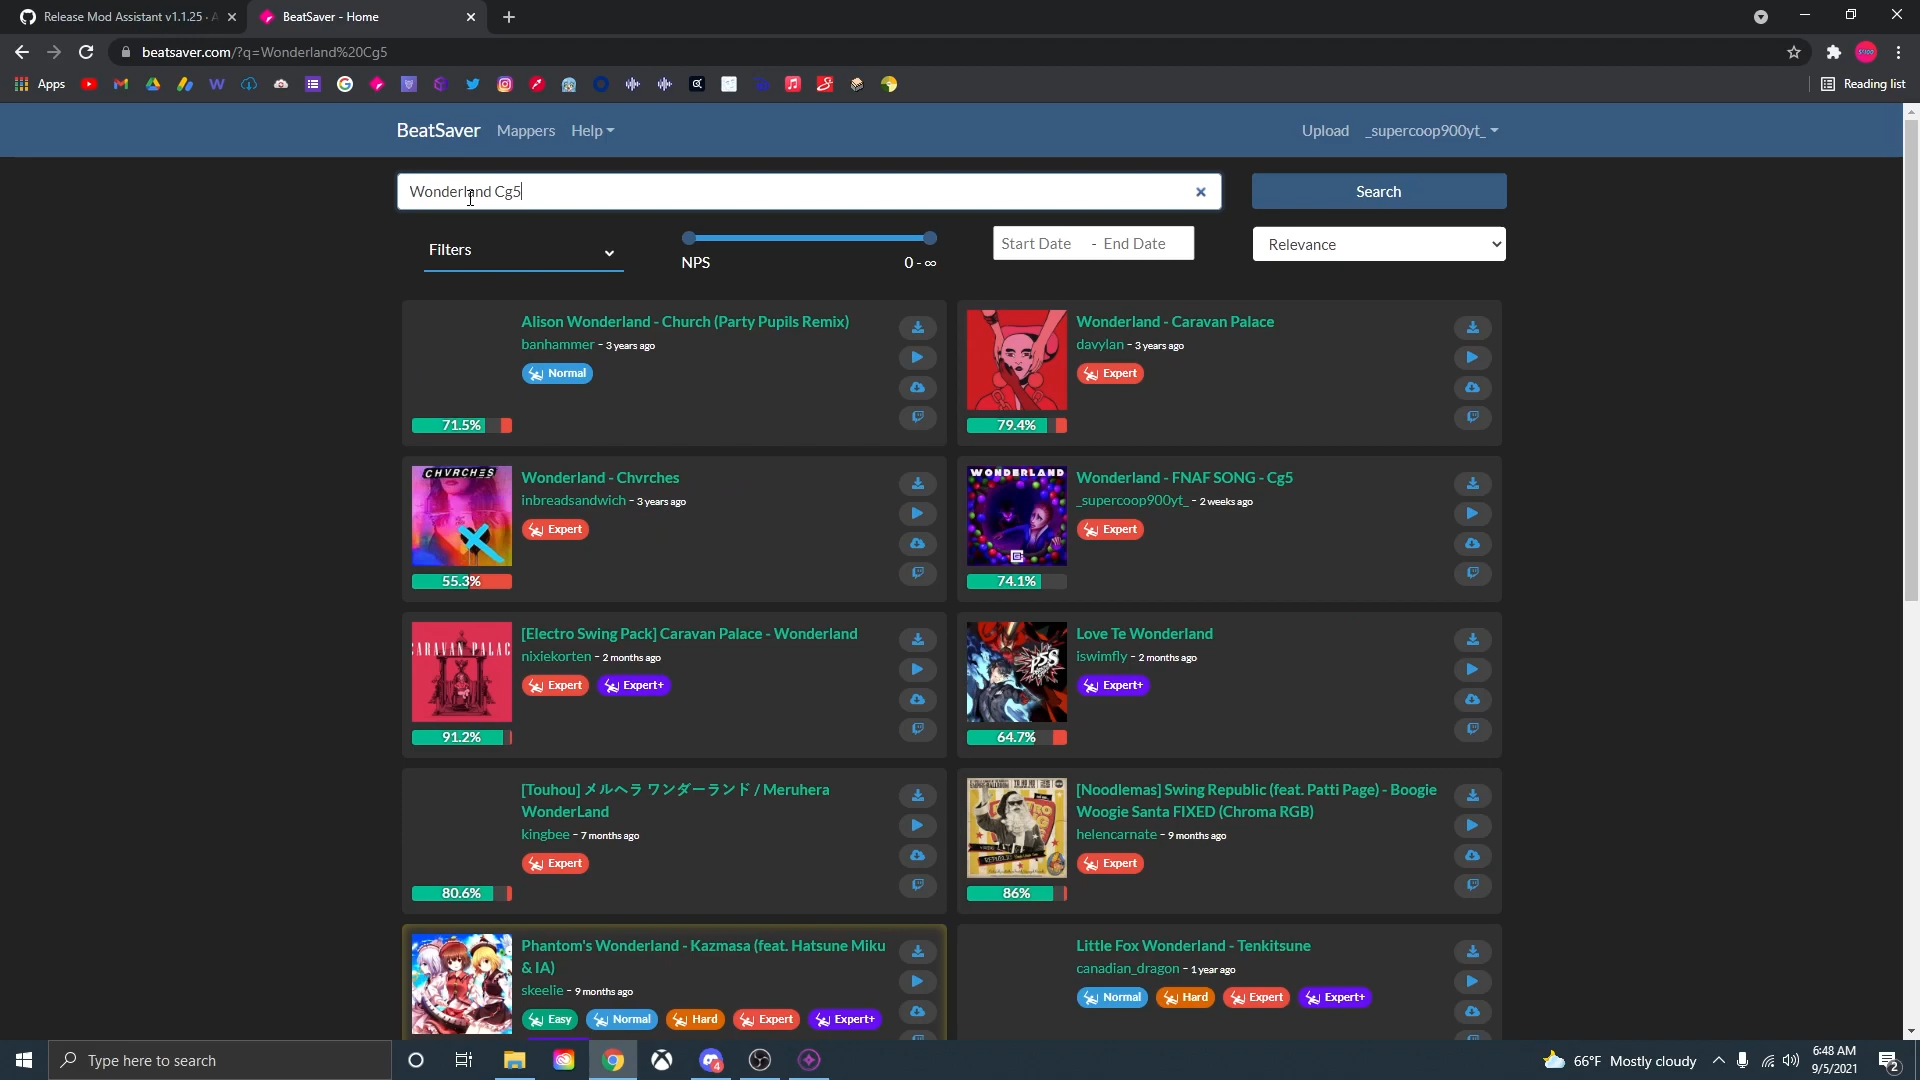 Release Mod Assistant v1.1.25 · A
BeatSaver - Home
beatsaver.com/?q=Wonderland%20Cg5
Apps
Reading list
BeatSaver
Mappers
Help
Upload
_supercoop900yt_
Wonderland Cg5
Search
Filters
NPS
0 - ∞
Start Date - End Date
Relevance
Alison Wonderland - Church (Party Pupils Remix)
banhammer - 3 years ago
Normal
71.5%
Wonderland - Caravan Palace
davylan - 3 years ago
Expert
79.4%
CHVRCHΞS
Wonderland - Chvrches
inbreadsandwich - 3 years ago
Expert
55.3%
WONDERLAND
Wonderland - FNAF SONG - Cg5
_supercoop900yt_ - 2 weeks ago
Expert
74.1%
CARAVAN PALAC
[Electro Swing Pack] Caravan Palace - Wonderland
nixiekorten - 2 months ago
Expert
Expert+
91.2%
P5S
Love Te Wonderland
iswimfly - 2 months ago
Expert+
64.7%
[Touhou] メルヘラ ワンダーランド / Meruhera
WonderLand
kingbee - 7 months ago
Expert
80.6%
[Noodlemas] Swing Republic (feat. Patti Page) - Boogie
Woogie Santa FIXED (Chroma RGB)
helencarnate - 9 months ago
Expert
86%
Phantom's Wonderland - Kazmasa (feat. Hatsune Miku
& IA)
skeelie - 9 months ago
Easy
Normal
Hard
Expert
Expert+
Little Fox Wonderland - Tenkitsune
canadian_dragon - 1 year ago
Normal
Hard
Expert
Expert+
Type here to search
4
66°F Mostly cloudy
6:48 AM
9/5/2021
2